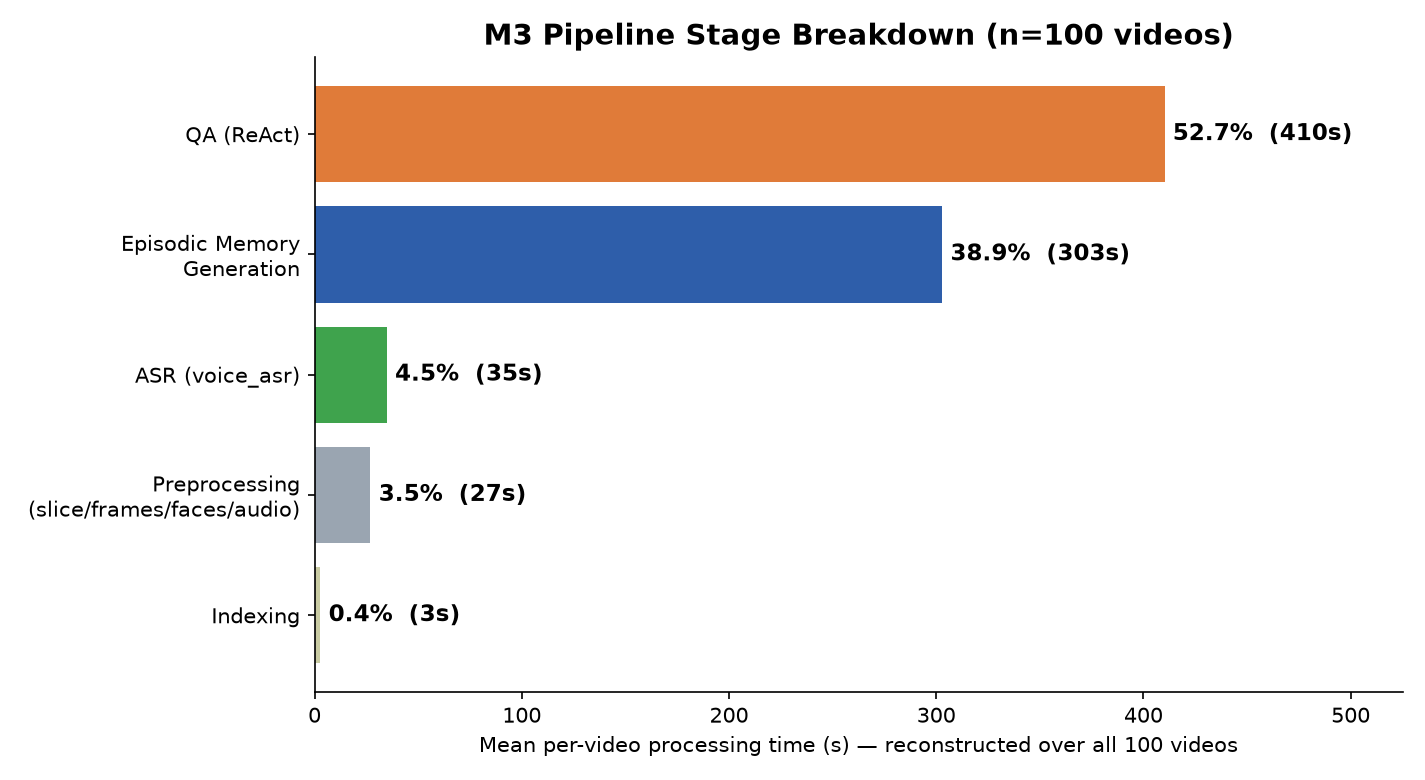 M3 Pipeline Stage Breakdown (n=100 videos)
QA (ReAct)
52.7%  (410s)
Episodic Memory
Generation
38.9%  (303s)
ASR (voice_asr)
4.5%  (35s)
Preprocessing
(slice/frames/faces/audio)
3.5%  (27s)
Indexing
0.4%  (3s)
0 100 200 300 400 500
Mean per-video processing time (s) — reconstructed over all 100 videos